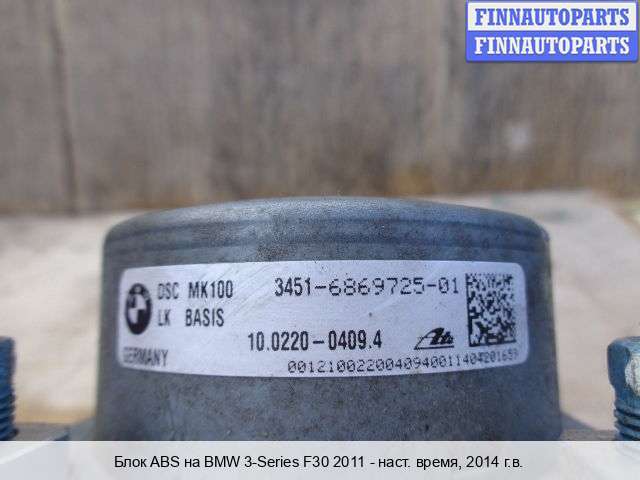 FINNAUTOPARTS
FINNAUTOPARTS
DSC MK100 3451-6869725-01
LK BASIS
10.0220-0409.4 Ate
GERMANY
Блок ABS на BMW 3-Series F30 2011 - наст. время, 2014 г.в.